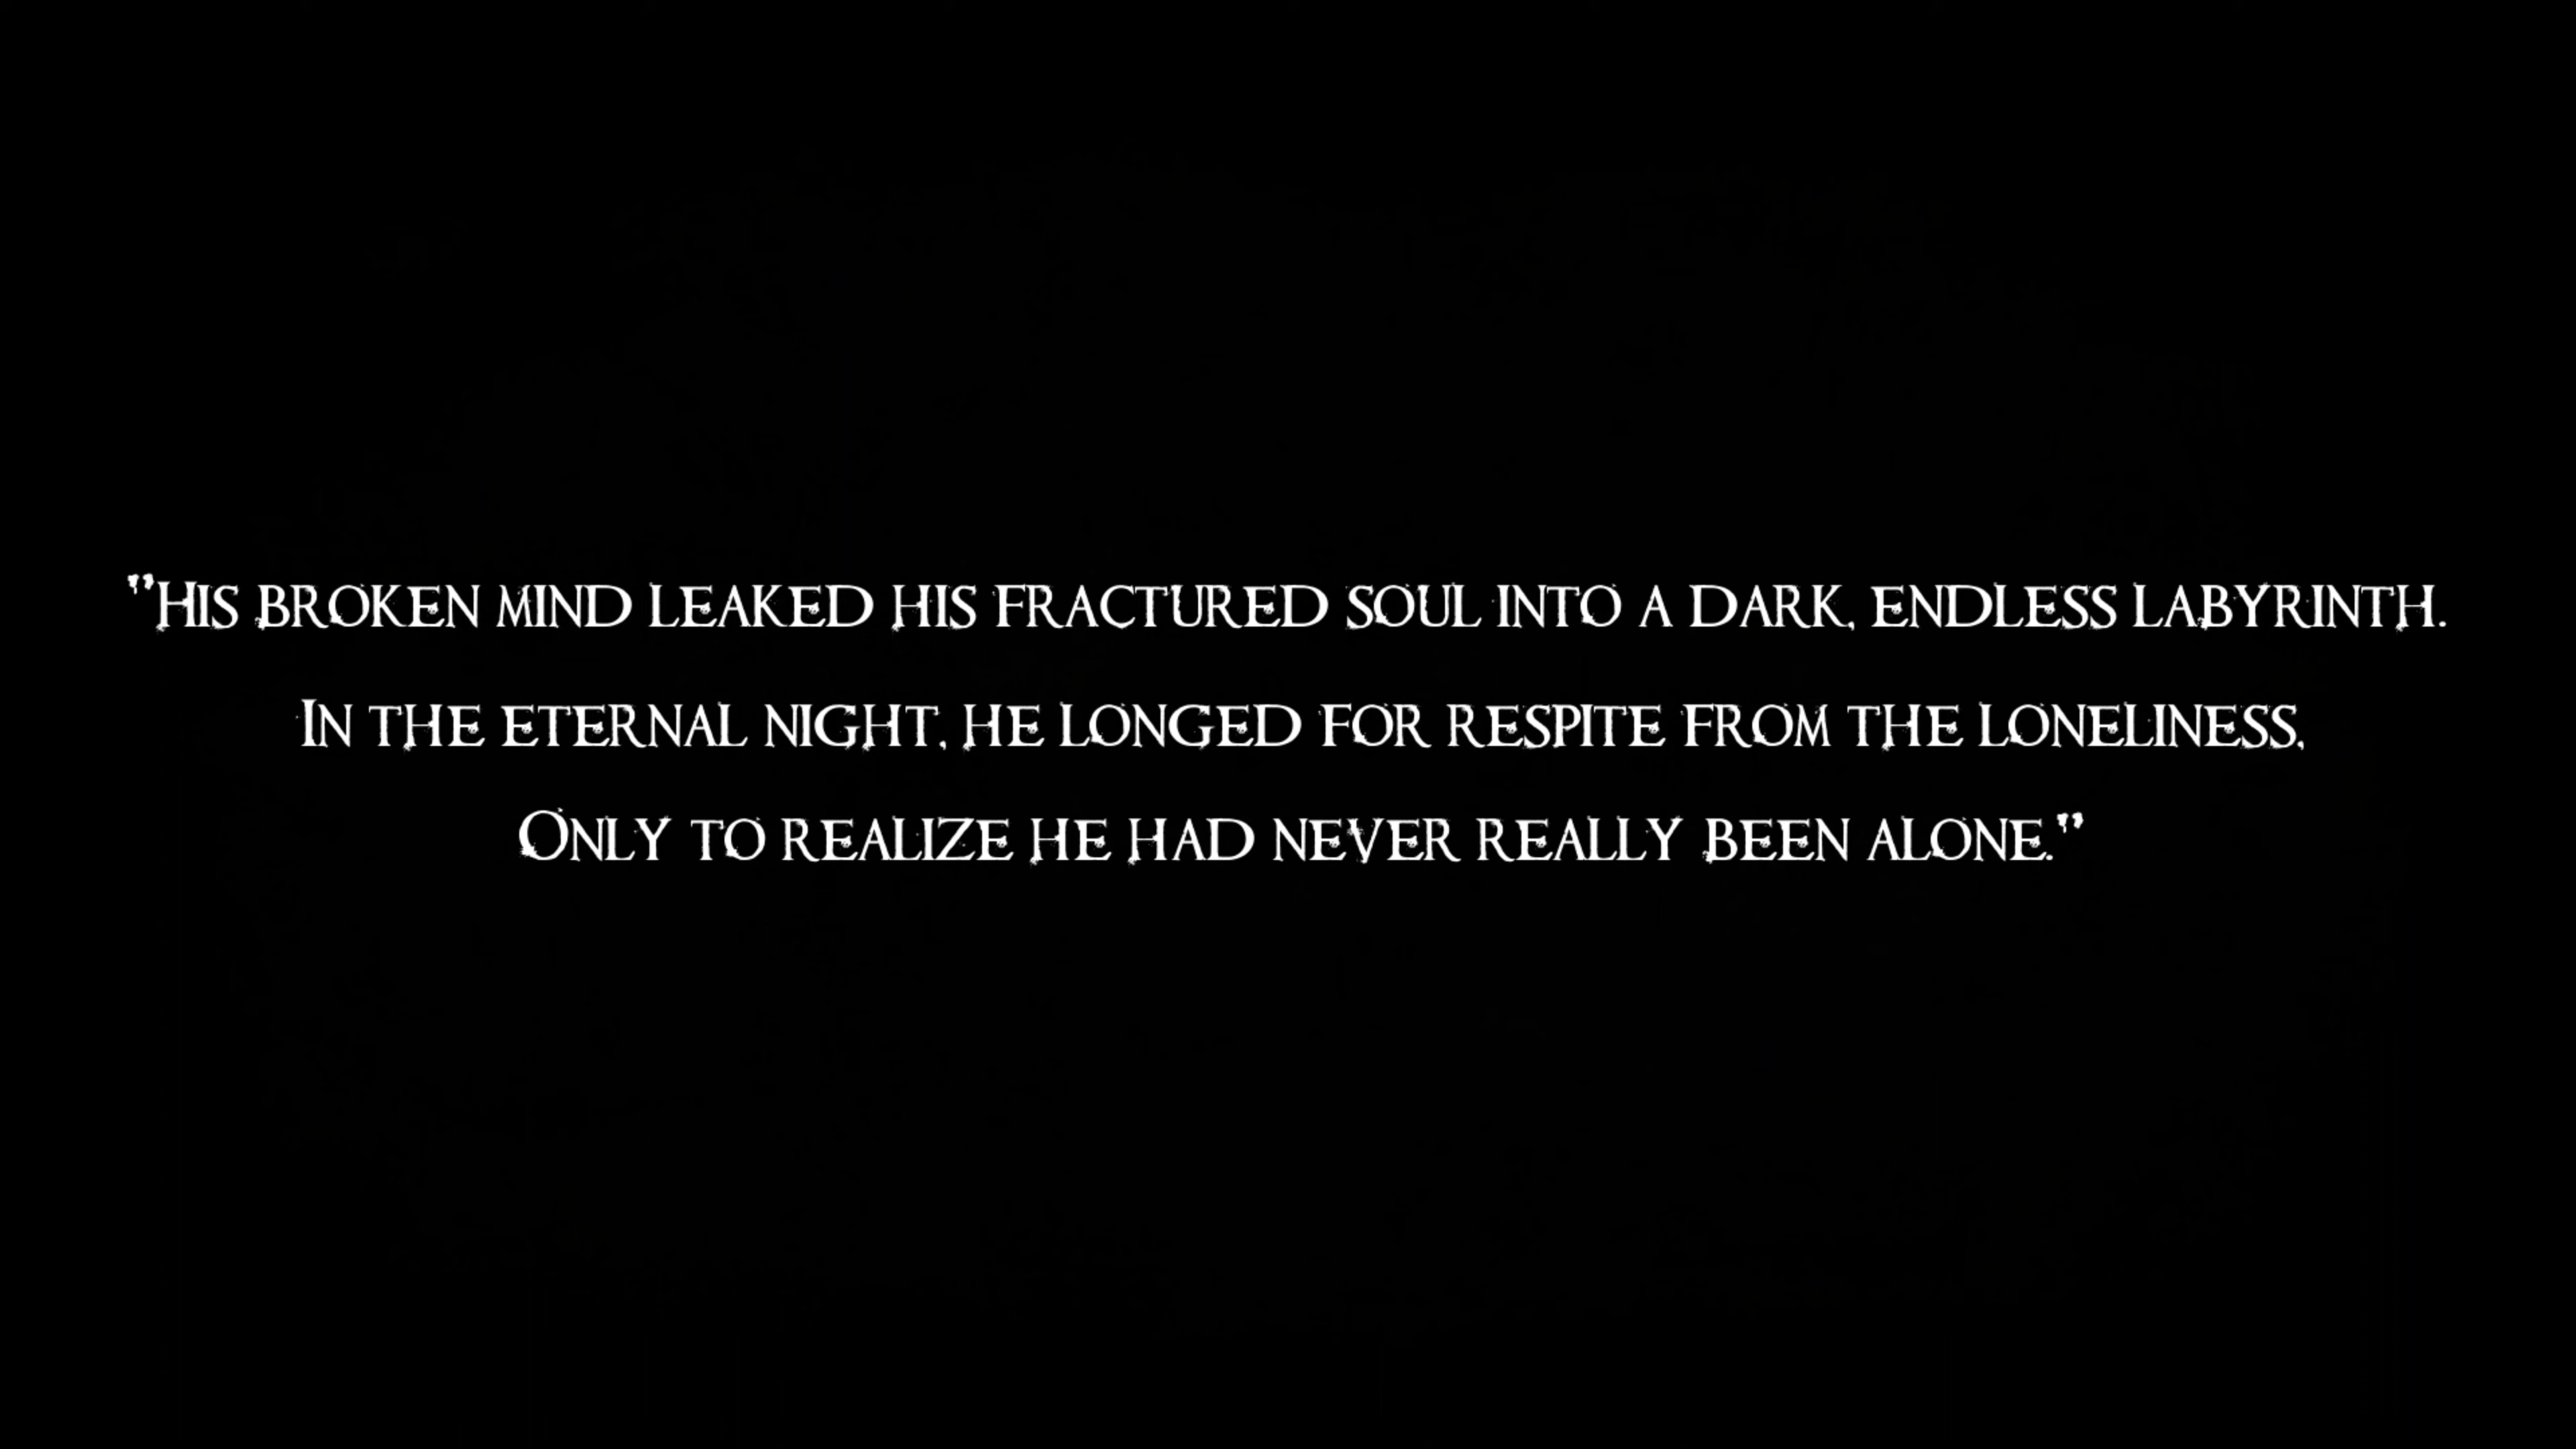 "His broken mind leaked his fractured soul into a dark, endless labyrinth.
In the eternal night, he longed for respite from the loneliness,
Only to realize he had never really been alone."